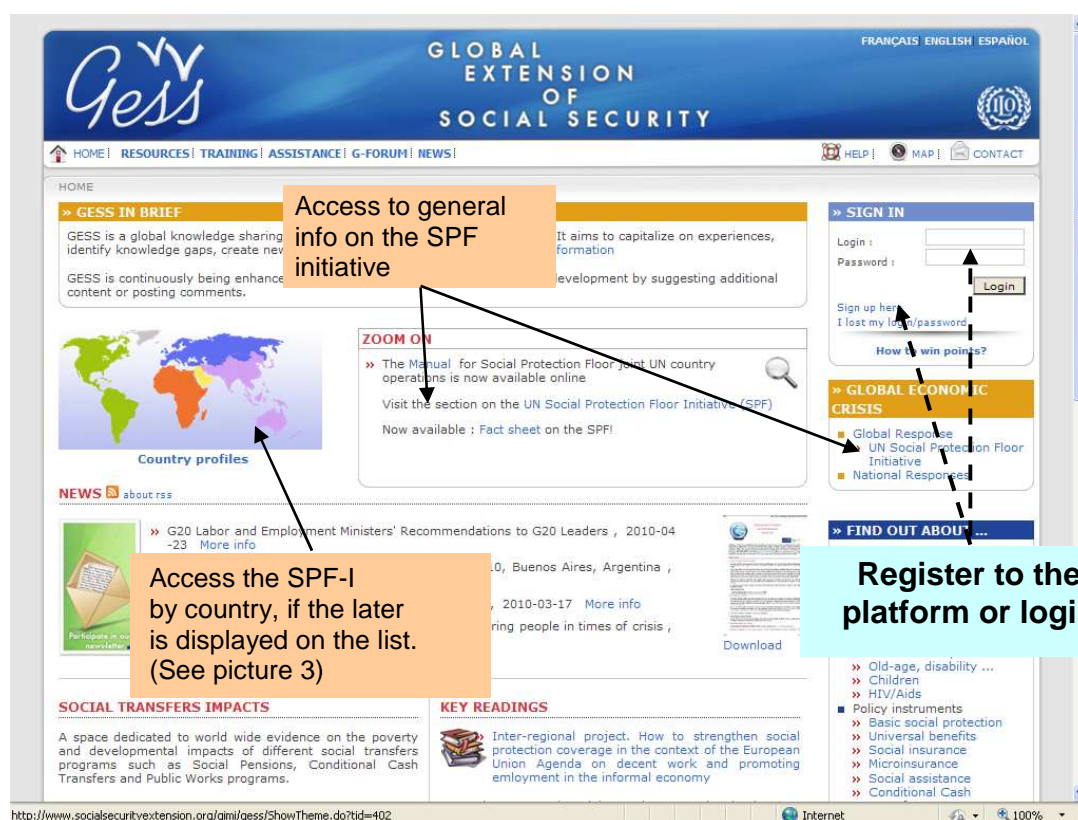 Gess
GLOBAL
EXTENSION
OF
SOCIAL SECURITY
FRANÇAIS ENGLISH ESPAÑOL
HOME| RESOURCES| TRAINING| ASSISTANCE| G-FORUM| NEWS|
HELP| MAP| CONTACT
HOME
» GESS IN BRIEF
GESS is a global knowledge sharing It aims to capitalize on experiences,
identify knowledge gaps, create new formation
GESS is continuously being enhance development by suggesting additional
content or posting comments.
Access to general
info on the SPF
initiative
» SIGN IN
Login :
Password :
Login
Sign up here
I lost my login/password
How to win points?
Country profiles
ZOOM ON
» The Manual for Social Protection Floor joint UN country
operations is now available online
Visit the section on the UN Social Protection Floor Initiative (SPF)
Now available : Fact sheet on the SPF!
» GLOBAL ECONOMIC
CRISIS
Global Response
» UN Social Protection Floor
Initiative
National Responses
NEWS about rss
» G20 Labor and Employment Ministers' Recommendations to G20 Leaders , 2010-04
-23 More info
10, Buenos Aires, Argentina ,
, 2010-03-17 More info
ring people in times of crisis ,
Participate in our
newsletter
Download
Access the SPF-I
by country, if the later
is displayed on the list.
(See picture 3)
» FIND OUT ABOUT...
Register to the
platform or logi
» Old-age, disability ...
» Children
» HIV/Aids
Policy instruments
» Basic social protection
» Universal benefits
» Social insurance
» Microinsurance
» Social assistance
» Conditional Cash
SOCIAL TRANSFERS IMPACTS
A space dedicated to world wide evidence on the poverty
and developmental impacts of different social transfers
programs such as Social Pensions, Conditional Cash
Transfers and Public Works programs.
KEY READINGS
» Inter-regional project. How to strengthen social
protection coverage in the context of the European
Union Agenda on decent work and promoting
emloyment in the informal economy
http://www.socialsecurityextension.org/gimi/gess/ShowTheme.do?tid=402
Internet
100%